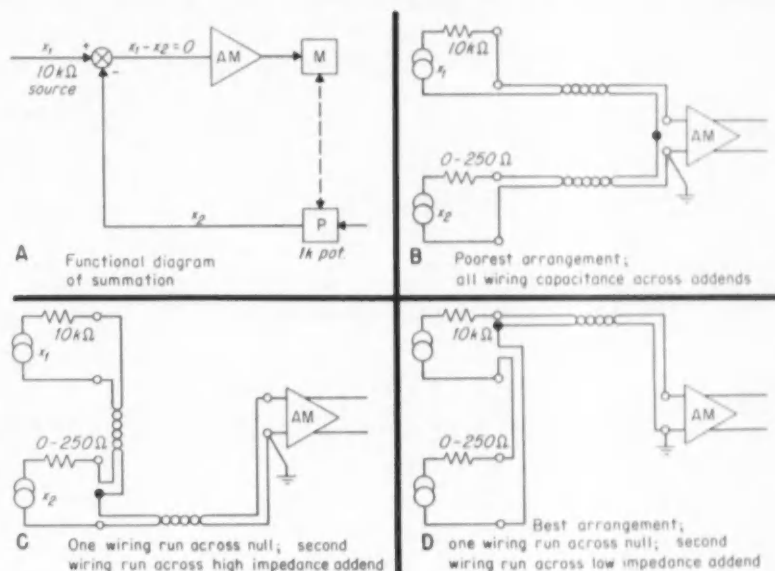 x₁ + x₁ - x₂ = 0 AM M
10kΩ
source
-
x₂ P
1k pot.
A Functional diagram
of summation
10kΩ
x₁
AM
0-250Ω
x₂
B Poorest arrangement;
all wiring capacitance across addends
10kΩ
x₁
AM
0-250Ω
x₂
C One wiring run across null; second
wiring run across high impedance addend
10kΩ
x₁
AM
0-250Ω
x₂
D Best arrangement;
one wiring run across null; second
wiring run across low impedance addend